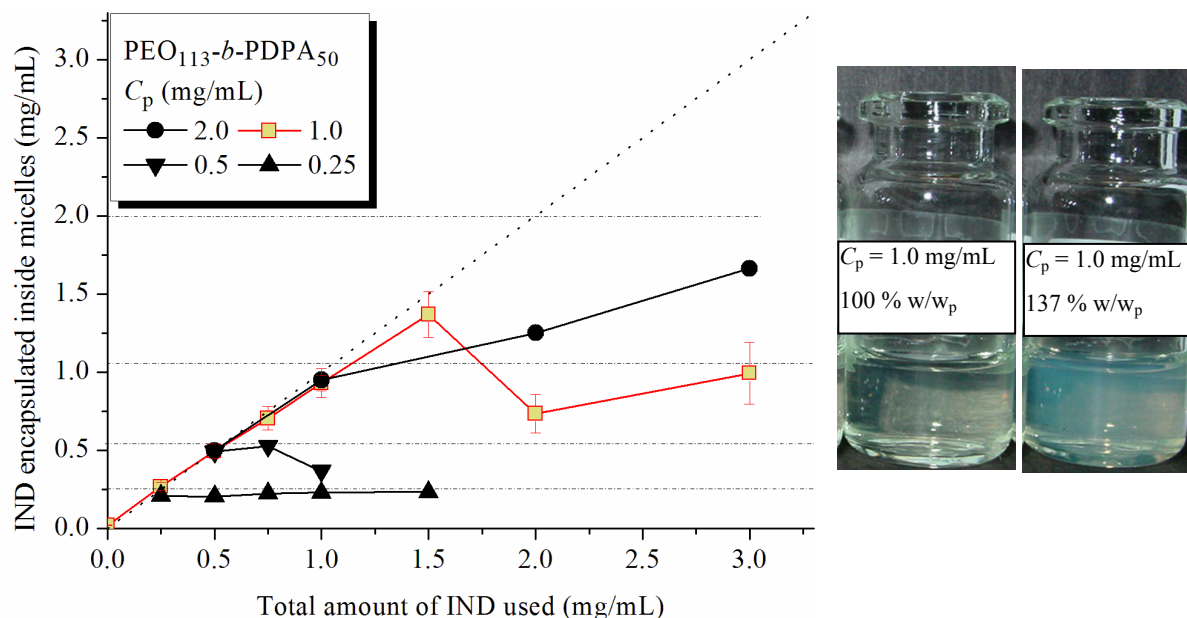 PEO₁₁₃-b-PDPA₅₀
Cₚ (mg/mL)
2.0 1.0
0.5 0.25
IND encapsulated inside micelles (mg/mL)
3.0
2.5
2.0
1.5
1.0
0.5
0.0
0.0 0.5 1.0 1.5 2.0 2.5 3.0
Total amount of IND used (mg/mL)
Cₚ = 1.0 mg/mL
100 % w/wₚ
Cₚ = 1.0 mg/mL
137 % w/wₚ